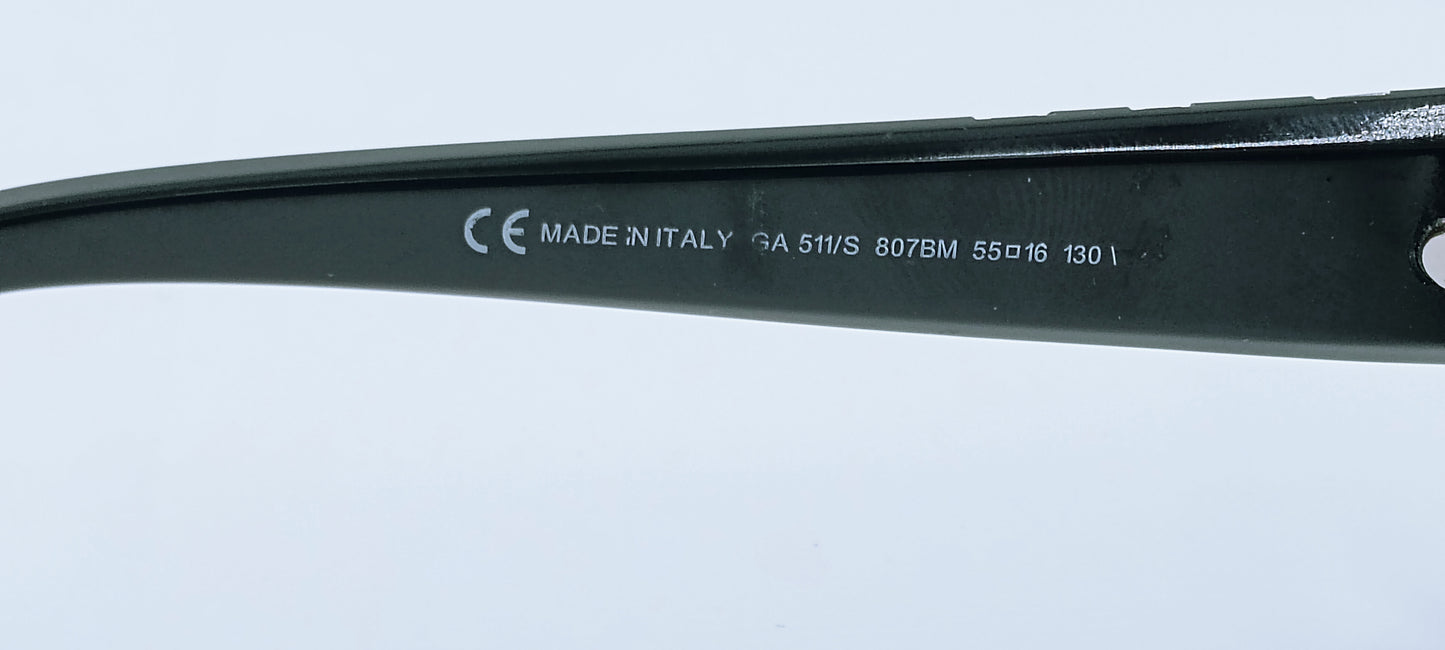 CE MADE IN ITALY GA 511/S 807BM 55□16 130 \